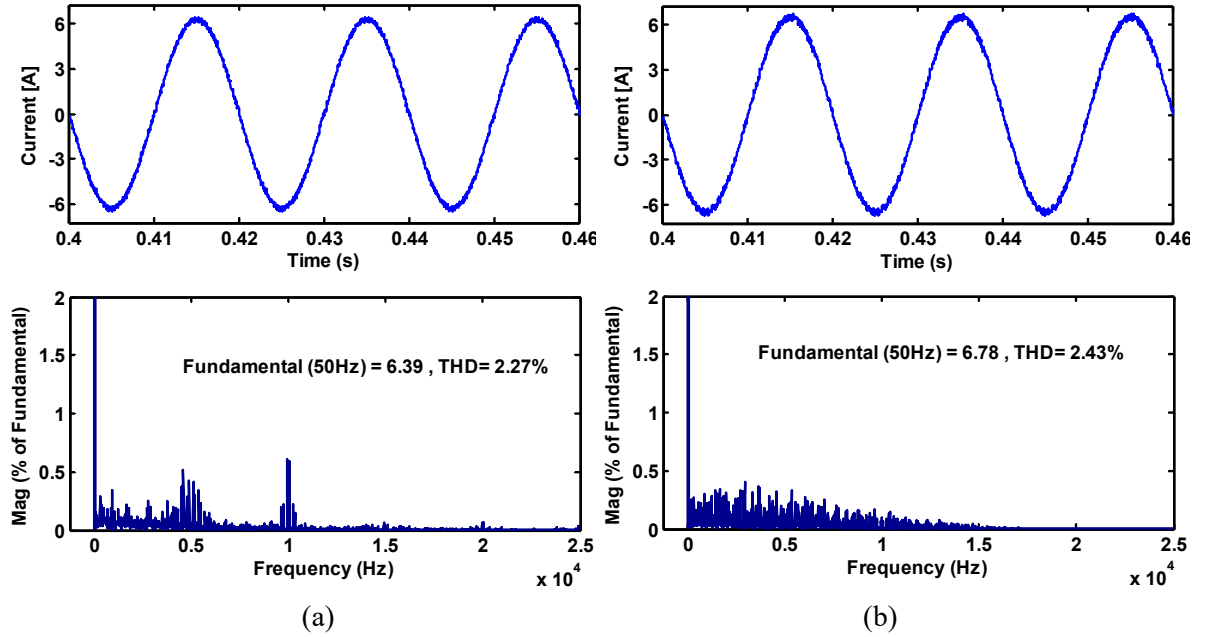 6
3
0
-3
-6
Current [A]
0.4 0.41 0.42 0.43 0.44 0.45 0.46
Time (s)
6
3
0
-3
-6
Current [A]
0.4 0.41 0.42 0.43 0.44 0.45 0.46
Time (s)
2
1.5
1
0.5
0
Mag (% of Fundamental)
Fundamental (50Hz) = 6.39 , THD= 2.27%
0 0.5 1 1.5 2 2.5
Frequency (Hz)
x 10^4
2
1.5
1
0.5
0
Mag (% of Fundamental)
Fundamental (50Hz) = 6.78 , THD= 2.43%
0 0.5 1 1.5 2 2.5
Frequency (Hz)
x 10^4
(a)
(b)